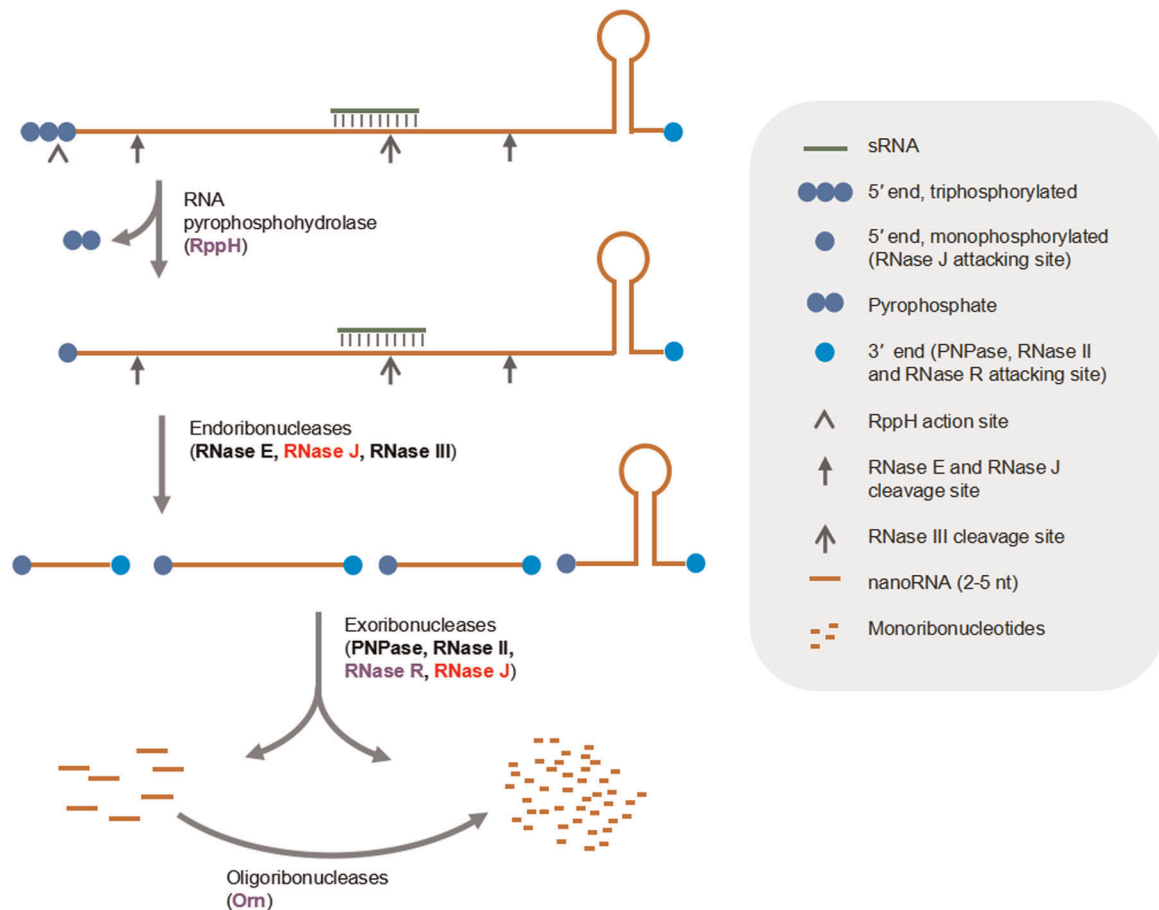 RNA
pyrophosphohydrolase
(RppH)
Endoribonucleases
(RNase E, RNase J, RNase III)
Exoribonucleases
(PNPase, RNase II,
RNase R, RNase J)
Oligoribonucleases
(Orn)
sRNA
5′ end, triphosphorylated
5′ end, monophosphorylated
(RNase J attacking site)
Pyrophosphate
3′ end (PNPase, RNase II
and RNase R attacking site)
RppH action site
RNase E and RNase J
cleavage site
RNase III cleavage site
nanoRNA (2-5 nt)
Monoribonucleotides